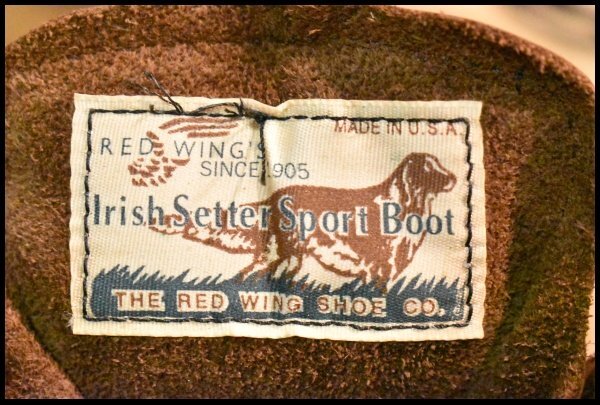 MADE IN U.S.A.
RED WING'S
SINCE 1905
Irish Setter Sport Boot
THE RED WING SHOE CO.